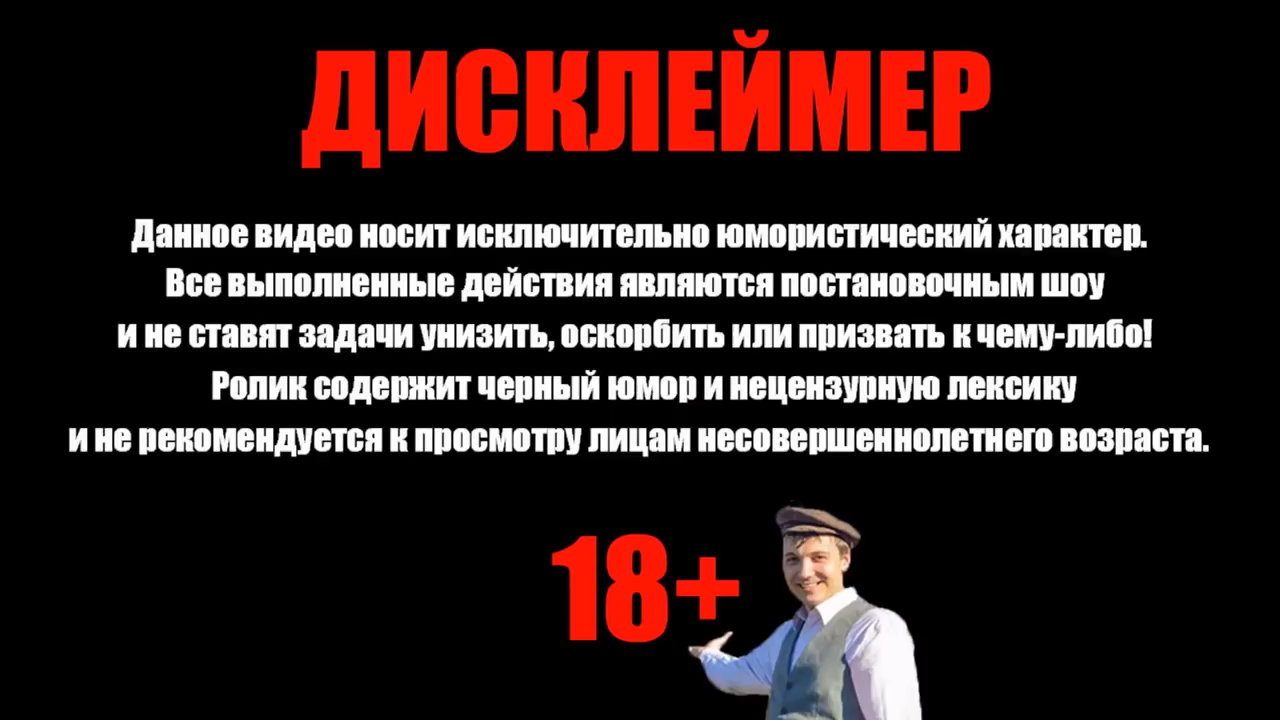 ДИСКЛЕЙМЕР
Данное видео носит исключительно юмористический характер.
Все выполненные действия являются постановочным шоу
и не ставят задачи унизить, оскорбить или призвать к чему-либо!
Ролик содержит черный юмор и нецензурную лексику
и не рекомендуется к просмотру лицам несовершеннолетнего возраста.
18+